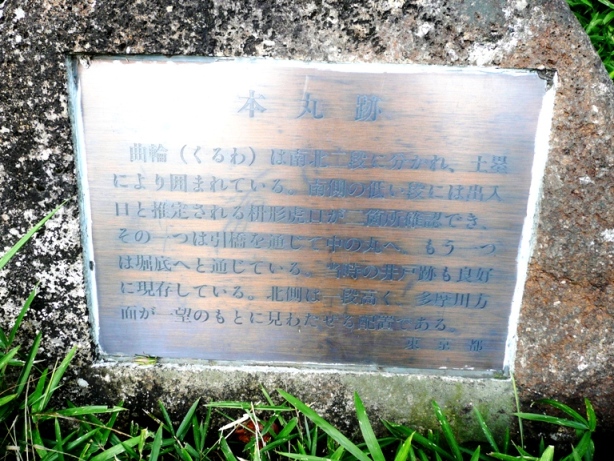 本丸跡
曲輪（くるわ）は南北二段に分かれ、土塁
により囲まれている。南側の低い段には出入
口と推定される枡形虎口が二箇所確認でき、
その一つは引橋を通じて中の丸へ、もう一つ
は堀底へと通じている。当時の井戸跡も良好
に現存している。北側は一段高く、多摩川方
面が一望のもとに見わたせる配置である。
東京都